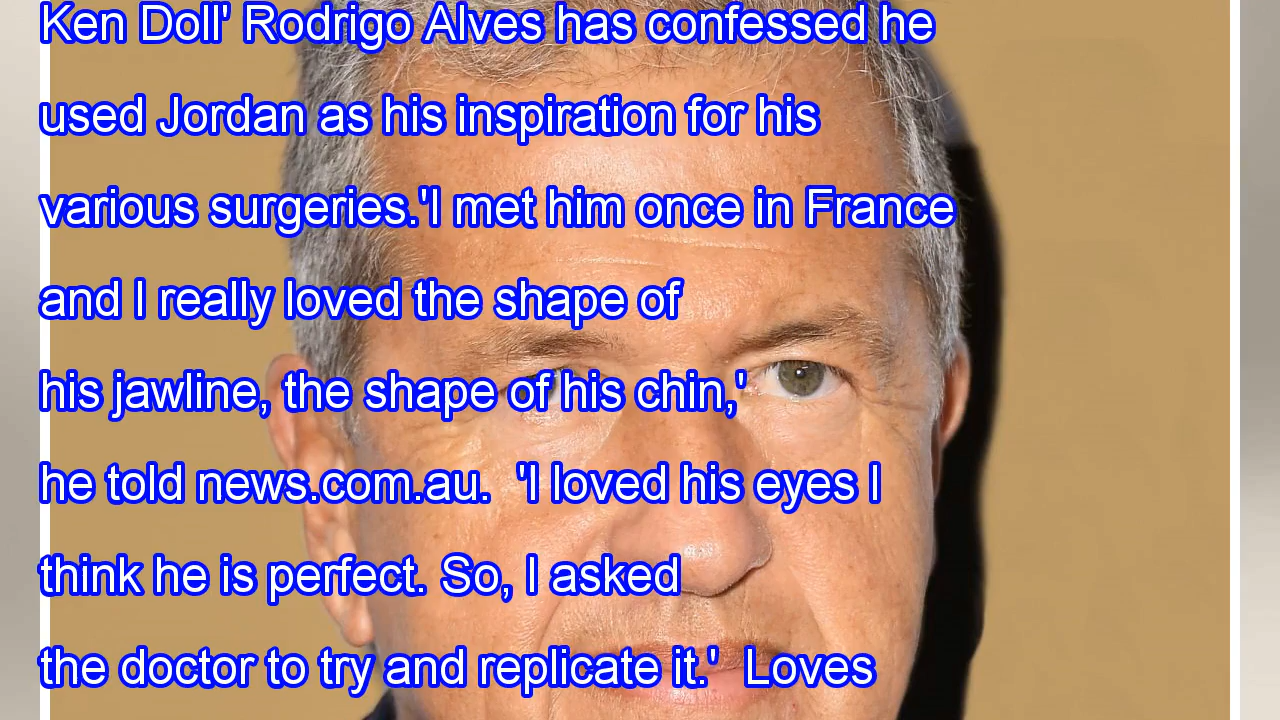 Ken Doll' Rodrigo Alves has confessed he
used Jordan as his inspiration for his
various surgeries.'I met him once in France
and I really loved the shape of
his jawline, the shape of his chin,'
he told news.com.au.  'I loved his eyes I
think he is perfect. So, I asked
the doctor to try and replicate it.'  Loves